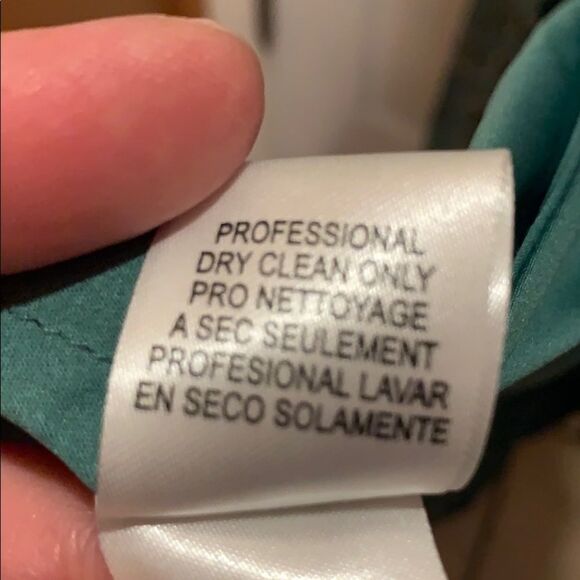 PROFESSIONAL
DRY CLEAN ONLY
PRO NETTOYAGE
A SEC SEULEMENT
PROFESIONAL LAVAR
EN SECO SOLAMENTE